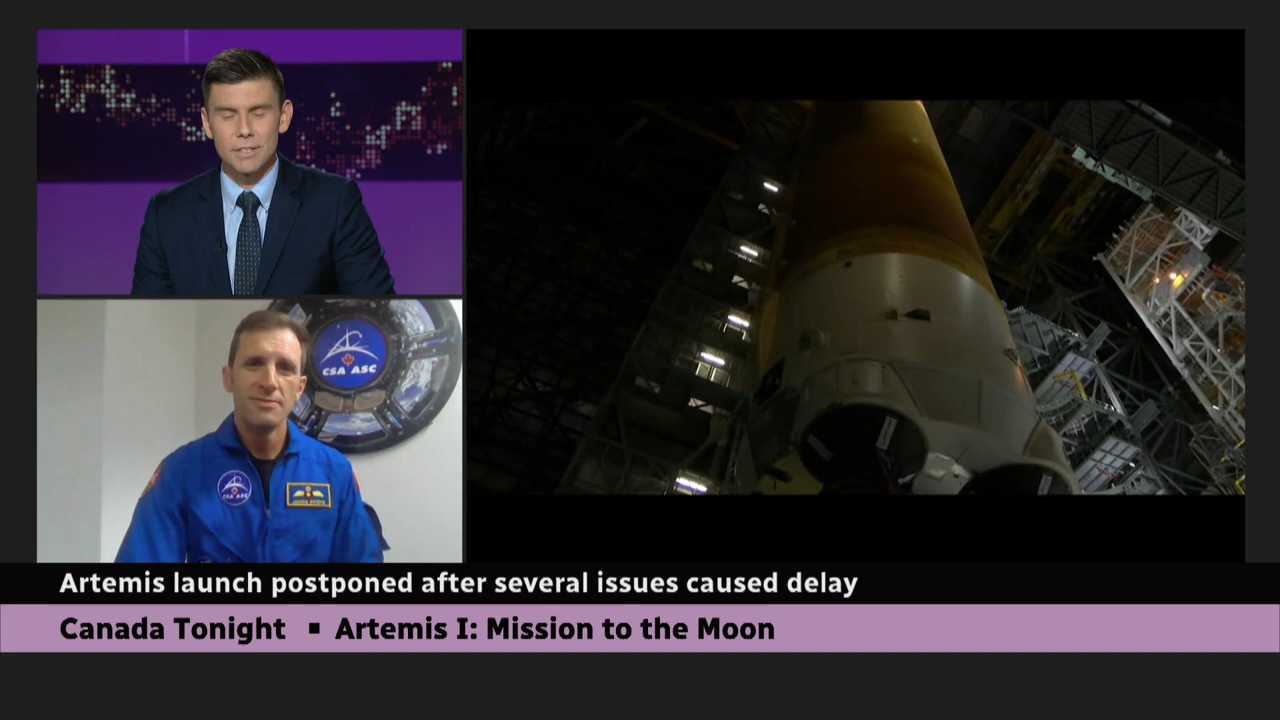 CSA ASC
CSA ASC
Artemis launch postponed after several issues caused delay
Canada Tonight ▪ Artemis I: Mission to the Moon